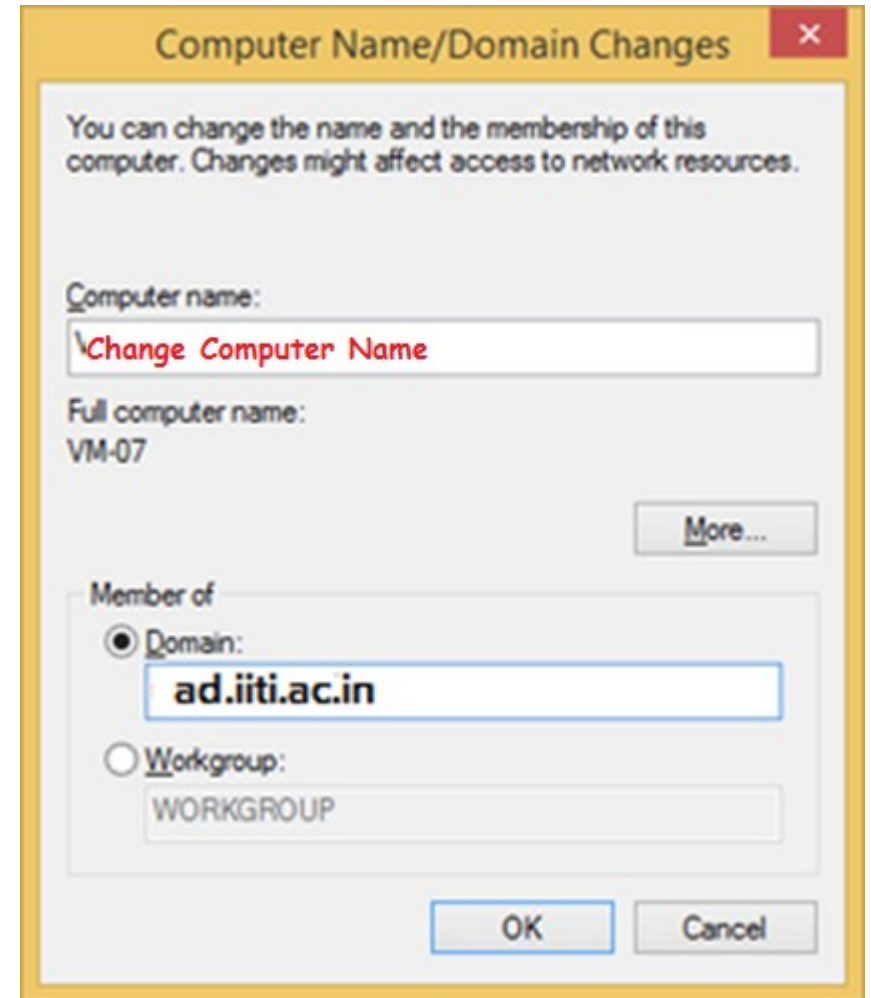 Computer Name/Domain Changes
You can change the name and the membership of this
computer. Changes might affect access to network resources.
Computer name:
Change Computer Name
Full computer name:
VM-07
More...
Member of
Domain:
ad.iiti.ac.in
Workgroup:
WORKGROUP
OK
Cancel